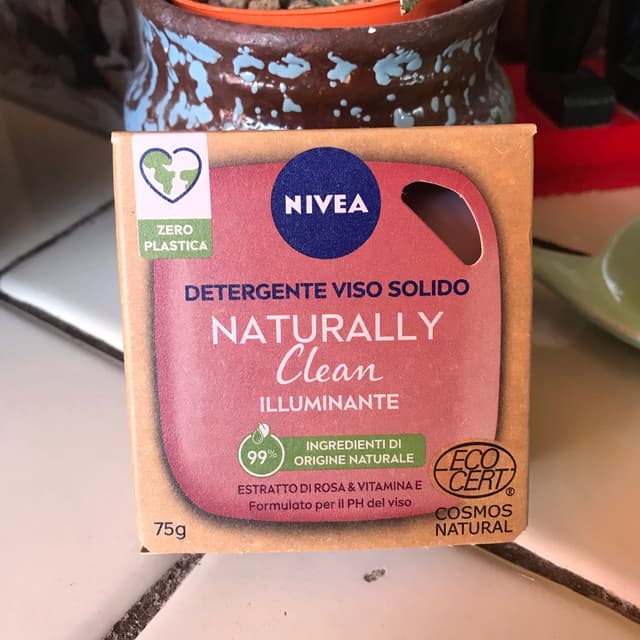 ZERO
PLASTICA
NIVEA
DETERGENTE VISO SOLIDO
NATURALLY
Clean
ILLUMINANTE
99%
INGREDIENTI DI
ORIGINE NATURALE
ESTRATTO DI ROSA & VITAMINA E
Formulato per il PH del viso
75g
ECO
CERT®
COSMOS
NATURAL